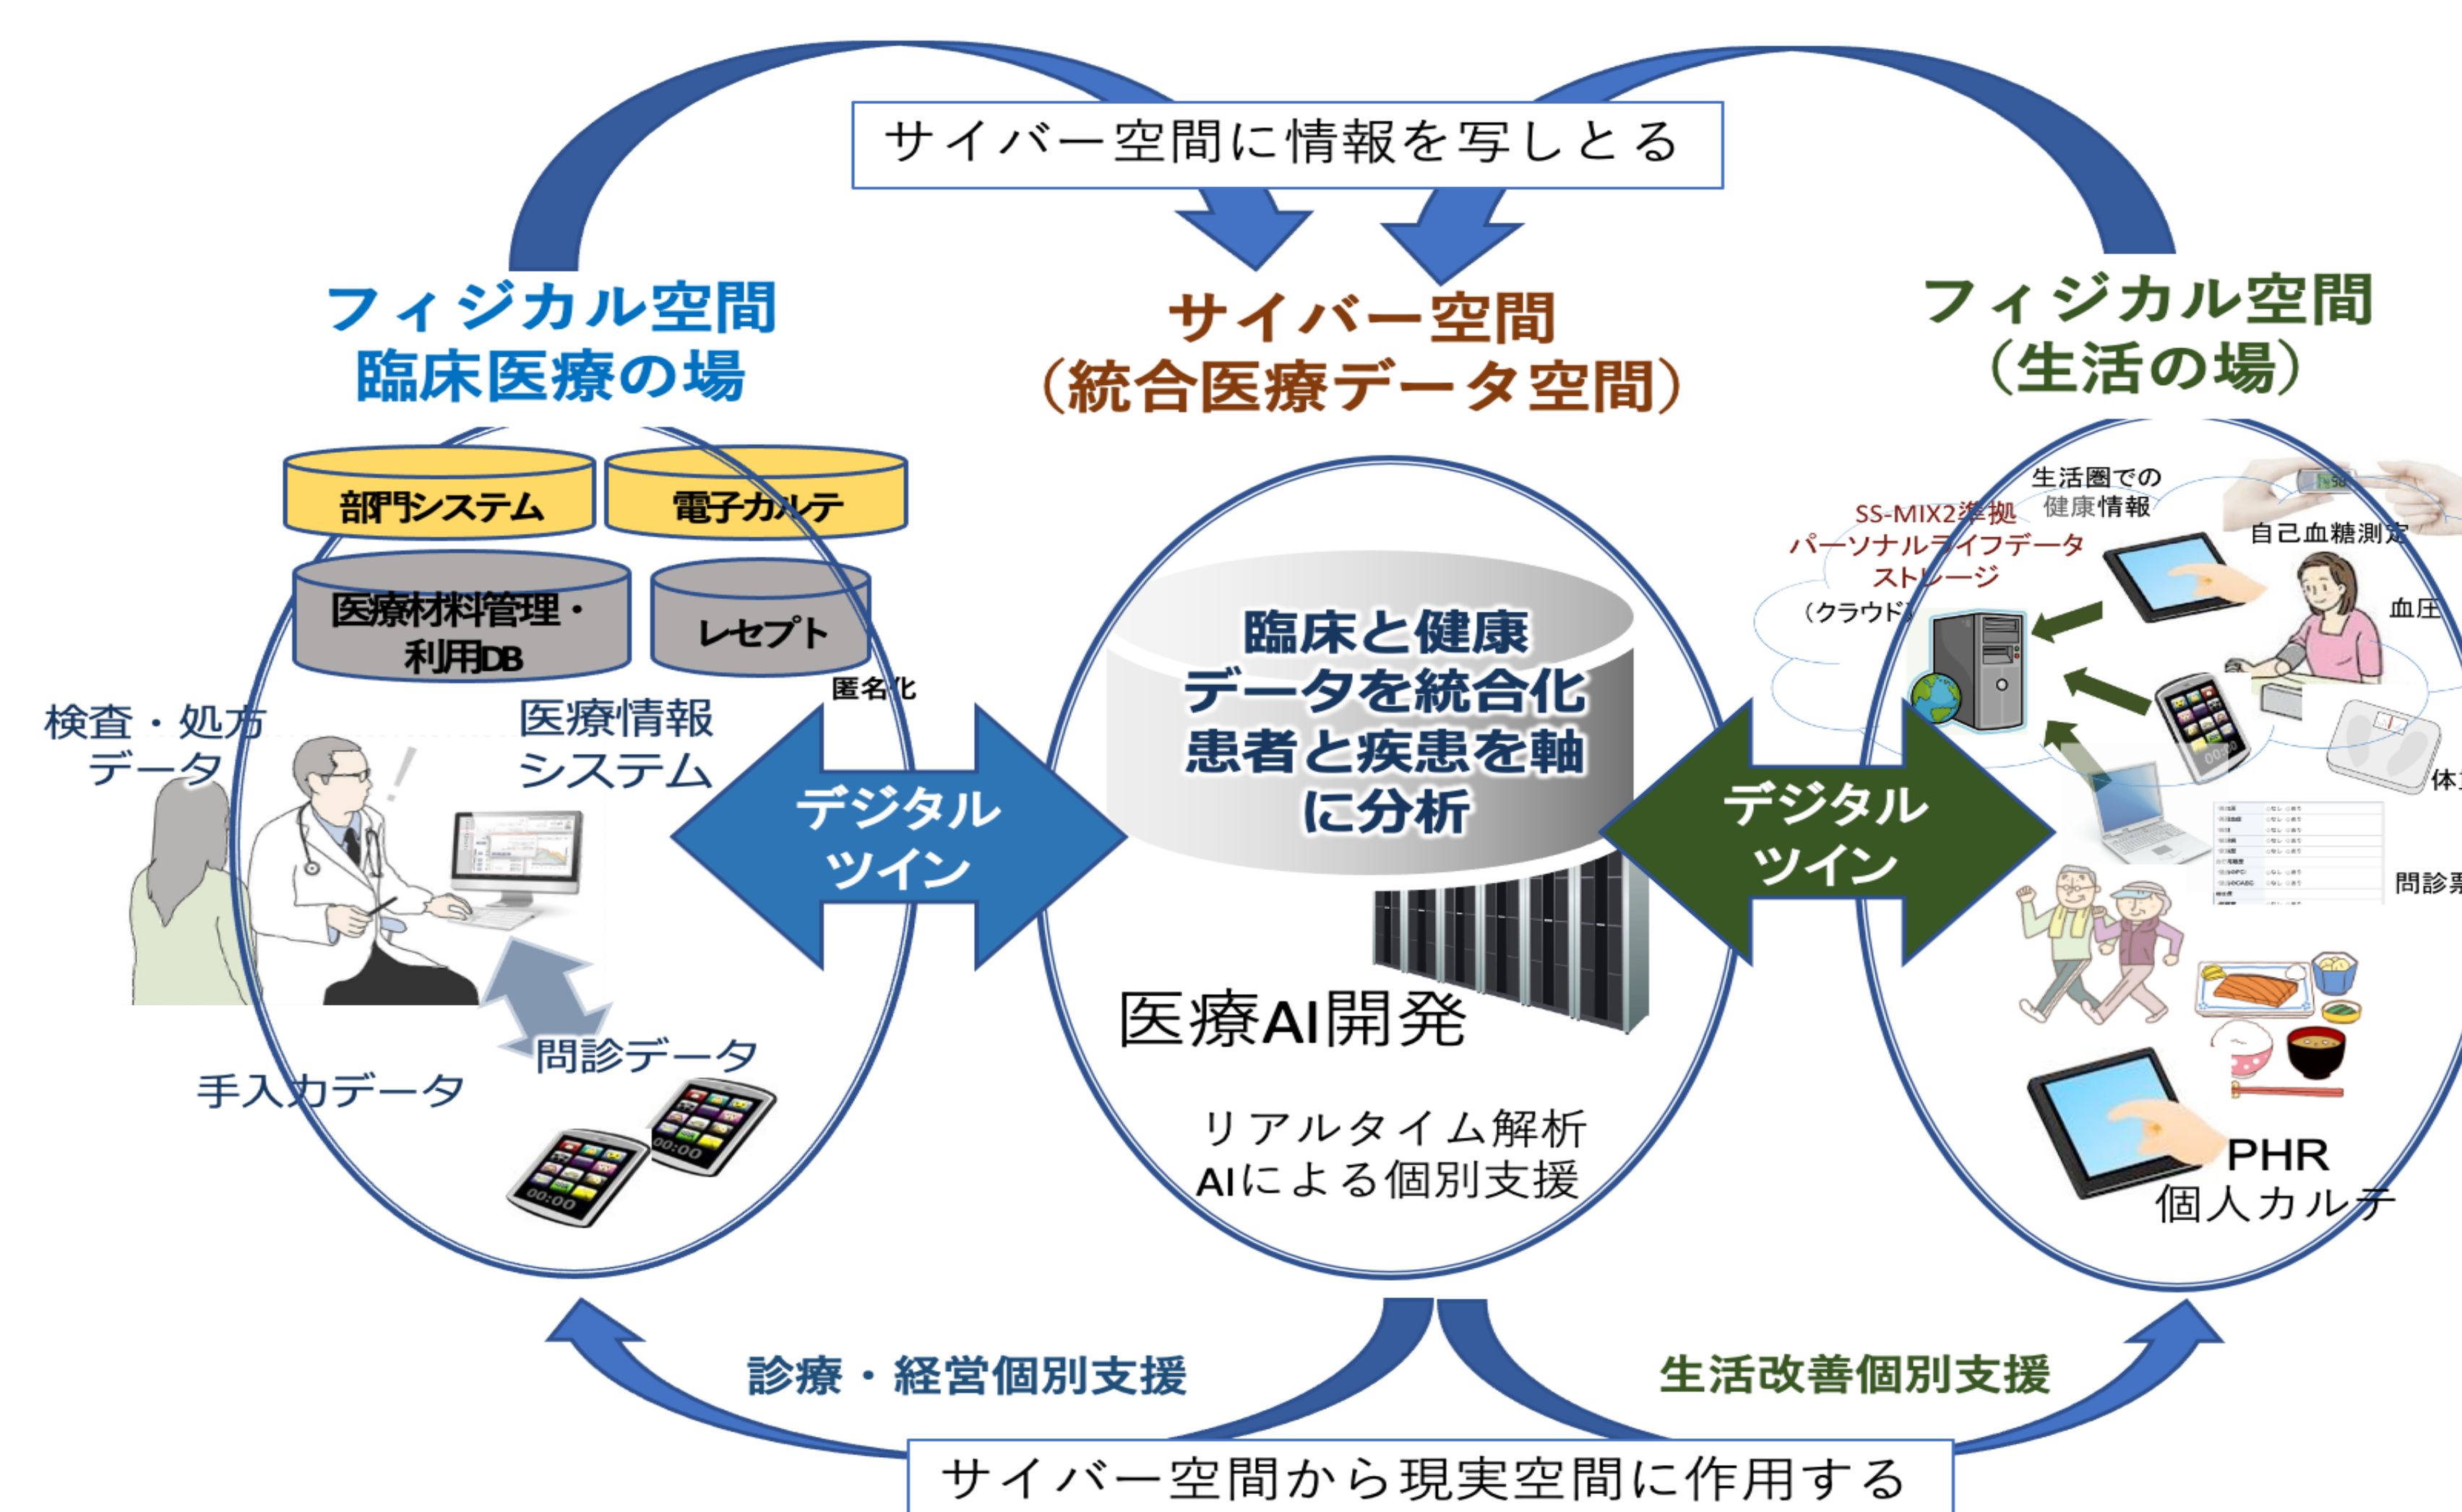 サイバー空間に情報を写しとる
フィジカル空間
臨床医療の場
サイバー空間
（統合医療データ空間）
フィジカル空間
（生活の場）
部門システム
電子カルテ
医療材料管理・
利用DB
レセプト
匿名化
検査・処方
データ
医療情報
システム
デジタル
ツイン
問診データ
手入力データ
臨床と健康
データを統合化
患者と疾患を軸
に分析
医療AI開発
リアルタイム解析
AIによる個別支援
デジタル
ツイン
生活圏での
健康情報
SS-MIX2準拠
パーソナルライフデータ
ストレージ
（クラウド）
自己血糖測定
血圧
体
問診票
PHR
個人カルテ
診療・経営個別支援
生活改善個別支援
サイバー空間から現実空間に作用する